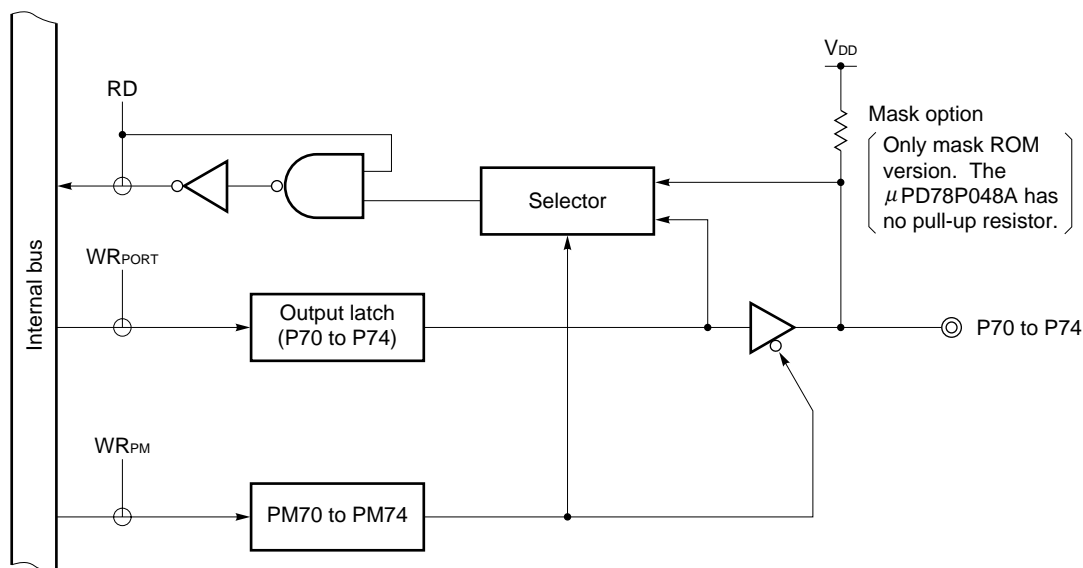 VDD
RD
Mask option
Only mask ROM
version. The
μPD78P048A has
no pull-up resistor.
Selector
WRPORT
Internal bus
Output latch
(P70 to P74)
P70 to P74
WRPM
PM70 to PM74